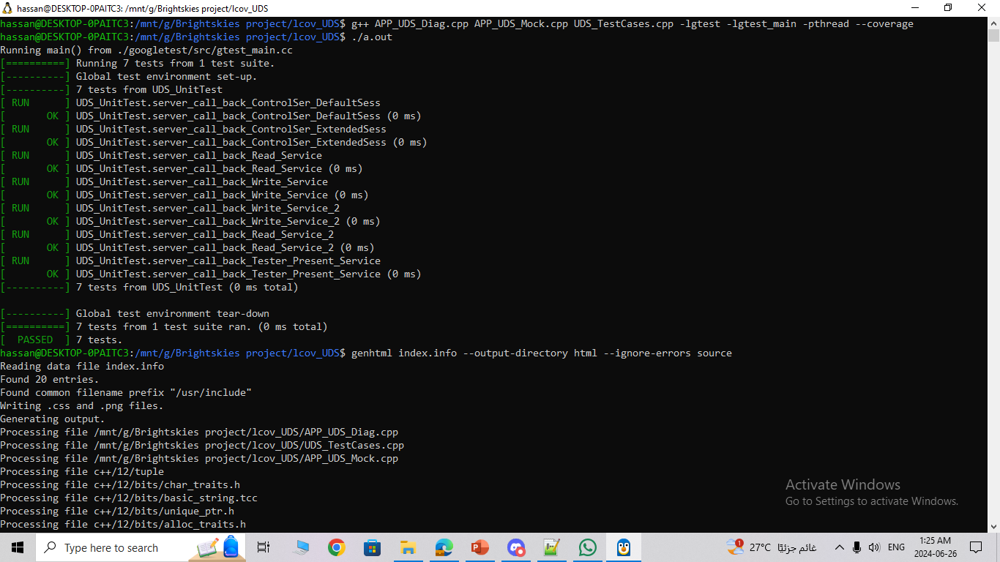 hassan@DESKTOP-0PAITC3: /mnt/g/Brightskies project/lcov_UDS
hassan@DESKTOP-0PAITC3:/mnt/g/Brightskies project/lcov_UDS$ g++ APP_UDS_Diag.cpp APP_UDS_Mock.cpp UDS_TestCases.cpp -lgtest -lgtest_main -pthread --coverage
hassan@DESKTOP-0PAITC3:/mnt/g/Brightskies project/lcov_UDS$ ./a.out
Running main() from ./googletest/src/gtest_main.cc
[==========] Running 7 tests from 1 test suite.
[----------] Global test environment set-up.
[----------] 7 tests from UDS_UnitTest
[ RUN      ] UDS_UnitTest.server_call_back_ControlSer_DefaultSess
[       OK ] UDS_UnitTest.server_call_back_ControlSer_DefaultSess (0 ms)
[ RUN      ] UDS_UnitTest.server_call_back_ControlSer_ExtendedSess
[       OK ] UDS_UnitTest.server_call_back_ControlSer_ExtendedSess (0 ms)
[ RUN      ] UDS_UnitTest.server_call_back_Read_Service
[       OK ] UDS_UnitTest.server_call_back_Read_Service (0 ms)
[ RUN      ] UDS_UnitTest.server_call_back_Write_Service
[       OK ] UDS_UnitTest.server_call_back_Write_Service (0 ms)
[ RUN      ] UDS_UnitTest.server_call_back_Write_Service_2
[       OK ] UDS_UnitTest.server_call_back_Write_Service_2 (0 ms)
[ RUN      ] UDS_UnitTest.server_call_back_Read_Service_2
[       OK ] UDS_UnitTest.server_call_back_Read_Service_2 (0 ms)
[ RUN      ] UDS_UnitTest.server_call_back_Tester_Present_Service
[       OK ] UDS_UnitTest.server_call_back_Tester_Present_Service (0 ms)
[----------] 7 tests from UDS_UnitTest (0 ms total)
[----------] Global test environment tear-down
[==========] 7 tests from 1 test suite ran. (0 ms total)
[  PASSED  ] 7 tests.
hassan@DESKTOP-0PAITC3:/mnt/g/Brightskies project/lcov_UDS$ genhtml index.info --output-directory html --ignore-errors source
Reading data file index.info
Found 20 entries.
Found common filename prefix "/usr/include"
Writing .css and .png files.
Generating output.
Processing file /mnt/g/Brightskies project/lcov_UDS/APP_UDS_Diag.cpp
Processing file /mnt/g/Brightskies project/lcov_UDS/UDS_TestCases.cpp
Processing file /mnt/g/Brightskies project/lcov_UDS/APP_UDS_Mock.cpp
Processing file c++/12/tuple
Processing file c++/12/bits/char_traits.h
Processing file c++/12/bits/basic_string.tcc
Processing file c++/12/bits/unique_ptr.h
Processing file c++/12/bits/alloc_traits.h
Activate Windows
Go to Settings to activate Windows.
Type here to search
1
27°C غائم جزئيًا
ENG
1:25 AM
2024-06-26